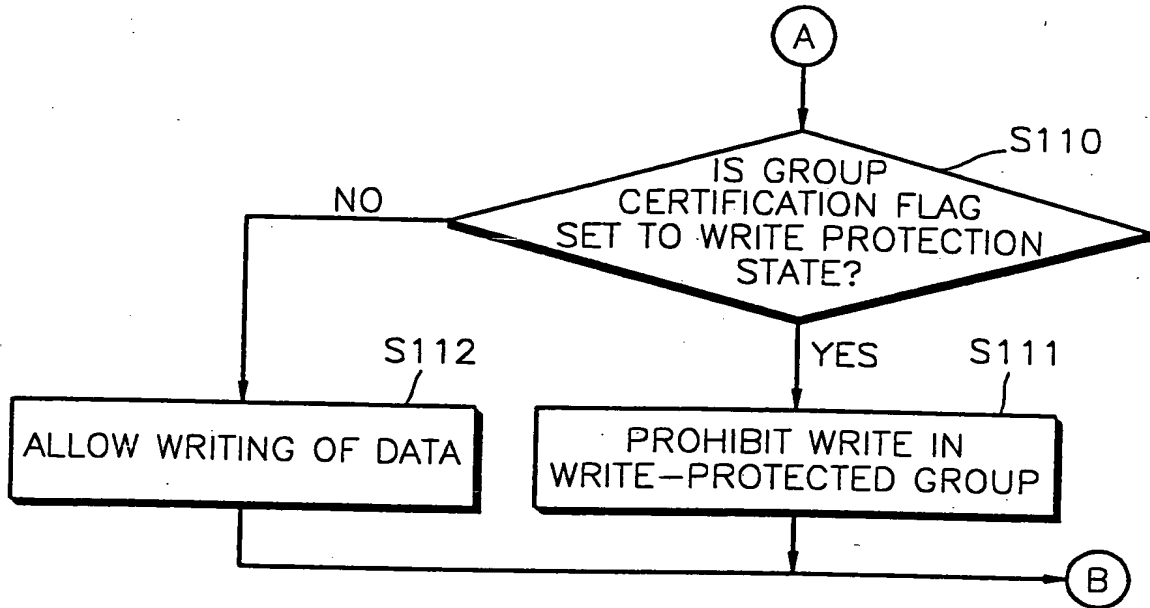 A
S110
IS GROUP
CERTIFICATION FLAG
SET TO WRITE PROTECTION
STATE?
NO
YES
S112
S111
ALLOW WRITING OF DATA
PROHIBIT WRITE IN
WRITE-PROTECTED GROUP
B